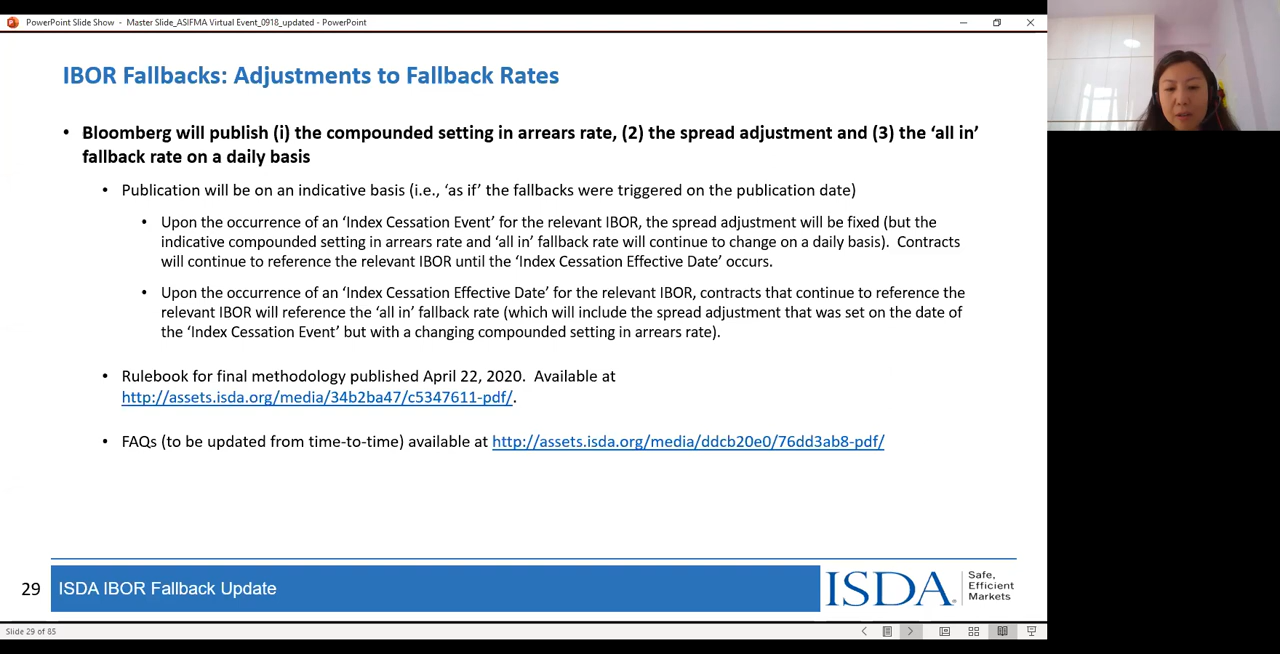 PowerPoint Slide Show - Master Slide_ASIFMA Virtual Event_0918_updated - PowerPoint
IBOR Fallbacks: Adjustments to Fallback Rates
• Bloomberg will publish (i) the compounded setting in arrears rate, (2) the spread adjustment and (3) the ‘all in’
fallback rate on a daily basis
• Publication will be on an indicative basis (i.e., ‘as if’ the fallbacks were triggered on the publication date)
• Upon the occurrence of an ‘Index Cessation Event’ for the relevant IBOR, the spread adjustment will be fixed (but the
indicative compounded setting in arrears rate and ‘all in’ fallback rate will continue to change on a daily basis). Contracts
will continue to reference the relevant IBOR until the ‘Index Cessation Effective Date’ occurs.
• Upon the occurrence of an ‘Index Cessation Effective Date’ for the relevant IBOR, contracts that continue to reference the
relevant IBOR will reference the ‘all in’ fallback rate (which will include the spread adjustment that was set on the date of
the ‘Index Cessation Event’ but with a changing compounded setting in arrears rate).
• Rulebook for final methodology published April 22, 2020. Available at
http://assets.isda.org/media/34b2ba47/c5347611-pdf/.
• FAQs (to be updated from time-to-time) available at http://assets.isda.org/media/ddcb20e0/76dd3ab8-pdf/
29
ISDA IBOR Fallback Update
ISDA®
Safe,
Efficient
Markets
Slide 29 of 85